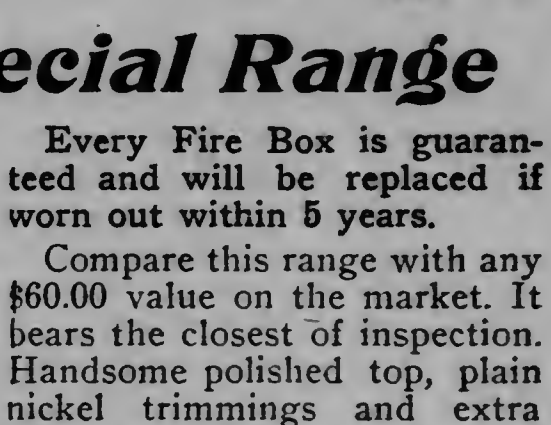 ecial Range
Every Fire Box is guaran-
teed and will be replaced if
worn out within 5 years.
Compare this range with any
$60.00 value on the market. It
bears the closest of inspection.
Handsome polished top, plain
nickel trimmings and extra